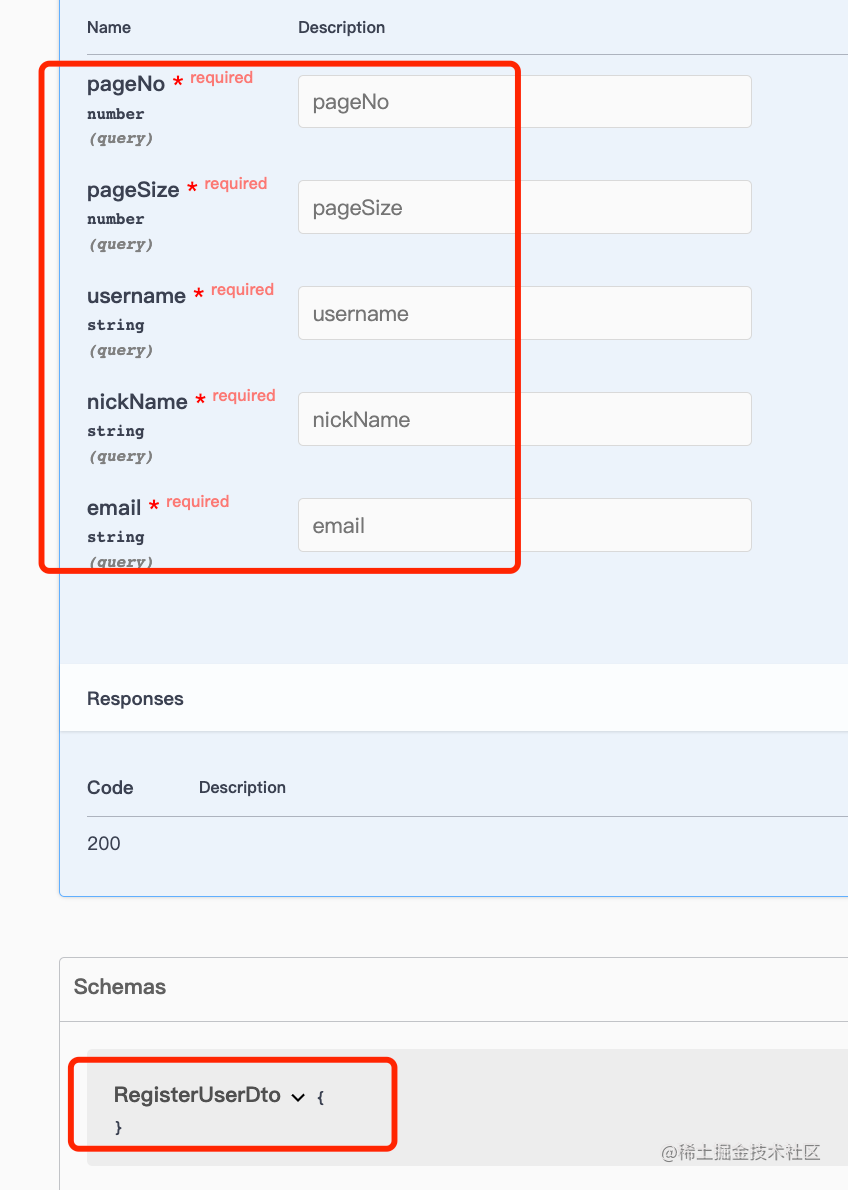 Name Description
pageNo * required
number
(query)
pageNo
pageSize * required
number
(query)
pageSize
username * required
string
(query)
username
nickName * required
string
(query)
nickName
email * required
string
(query)
email
Responses
Code Description
200
Schemas
RegisterUserDto {
}
@稀土掘金技术社区